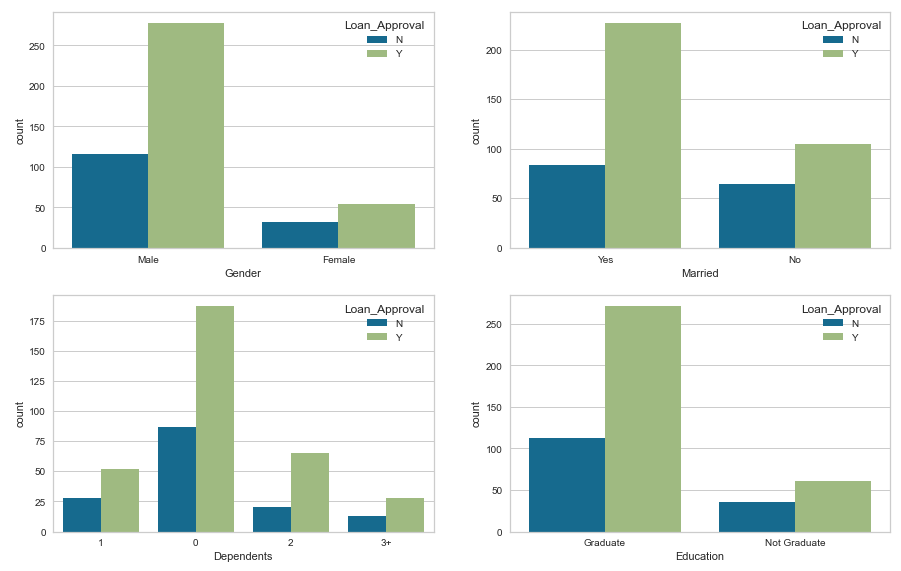 Loan_Approval
N
Y
250
200
150
100
50
0
count
Male
Female
Gender
Loan_Approval
N
Y
200
150
100
50
0
count
Yes
No
Married
Loan_Approval
N
Y
175
150
125
100
75
50
25
0
count
1
0
2
3+
Dependents
Loan_Approval
N
Y
250
200
150
100
50
0
count
Graduate
Not Graduate
Education